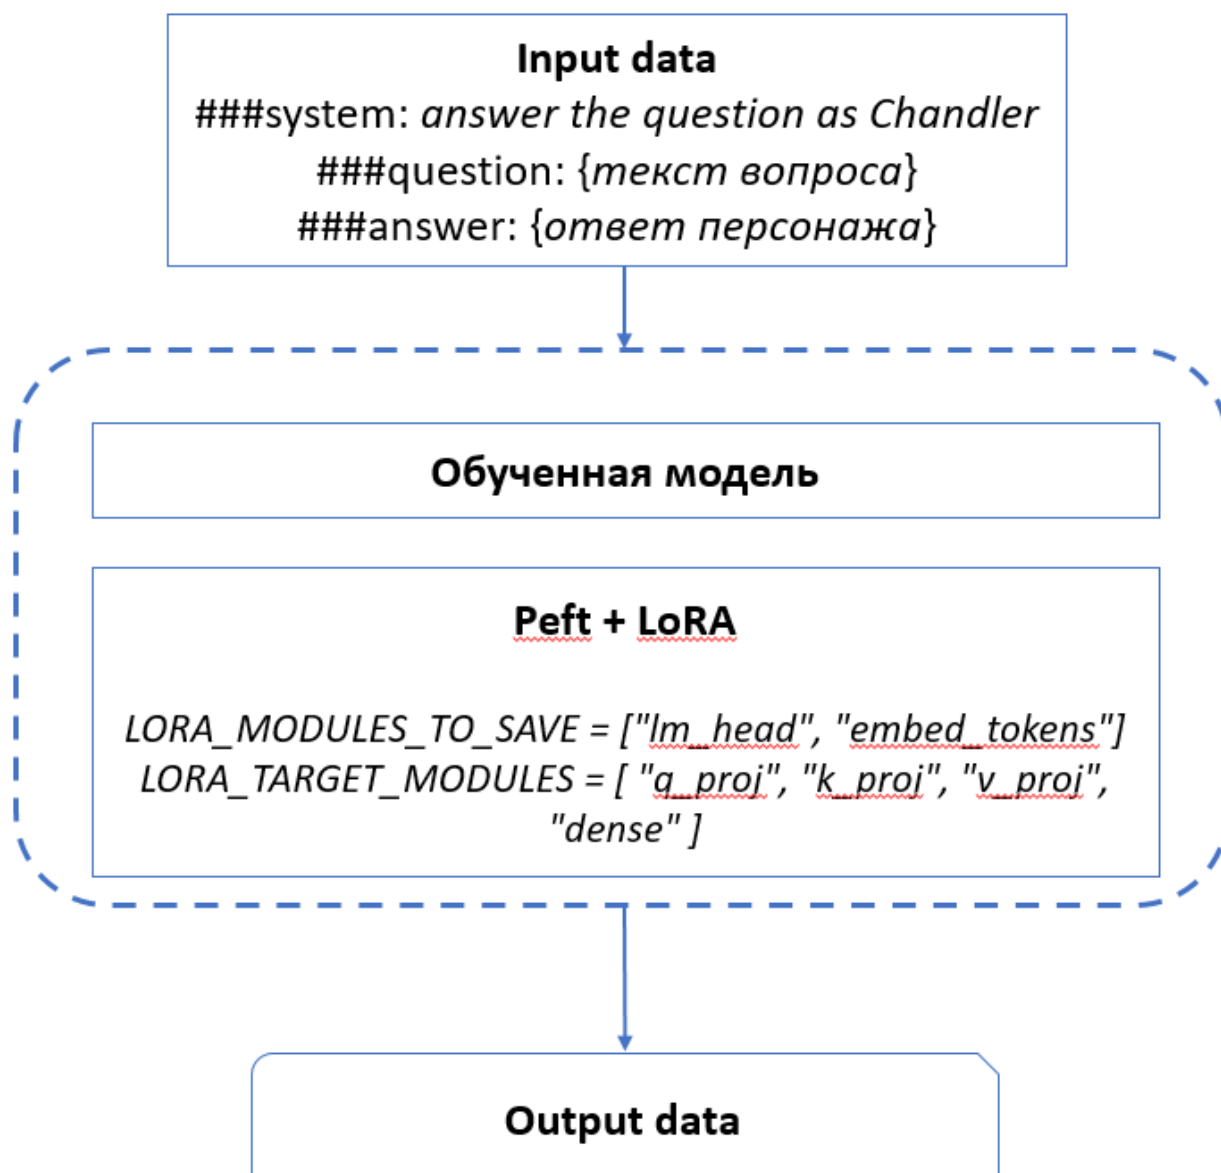 Input data
###system: answer the question as Chandler
###question: {текст вопроса}
###answer: {ответ персонажа}
Обученная модель
Peft + LoRA
LORA_MODULES_TO_SAVE = ["lm_head", "embed_tokens"]
LORA_TARGET_MODULES = [ "q_proj", "k_proj", "v_proj",
"dense" ]
Output data